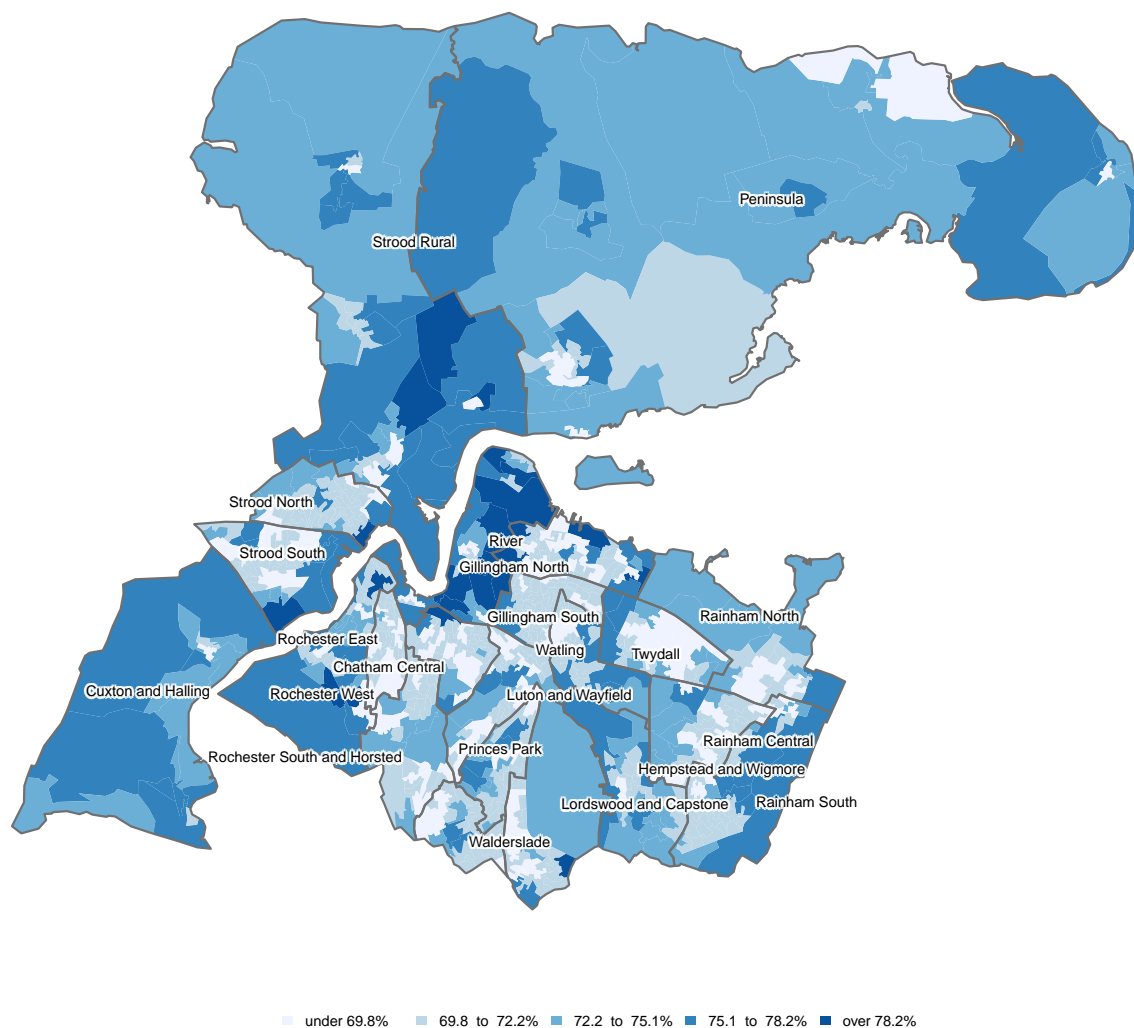 Peninsula
Strood Rural
Strood North
River
Strood South
Gillingham North
Gillingham South
Rainham North
Rochester East
Watling
Twydall
Chatham Central
Cuxton and Halling
Rochester West
Luton and Wayfield
Rainham Central
Princes Park
Rochester South and Horsted
Hempstead and Wigmore
Lordswood and Capstone
Rainham South
Walderslade
under 69.8% 69.8 to 72.2% 72.2 to 75.1% 75.1 to 78.2% over 78.2%